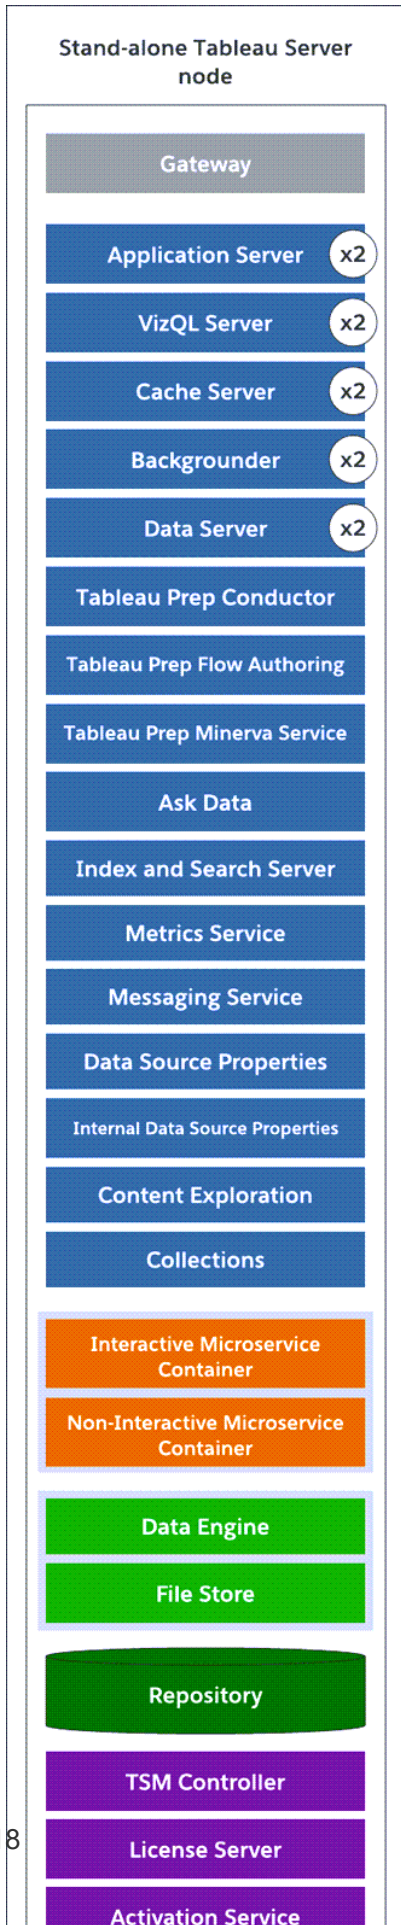 Stand-alone Tableau Server
node
Gateway
Application Server x2
VizQL Server x2
Cache Server x2
Backgrounder x2
Data Server x2
Tableau Prep Conductor
Tableau Prep Flow Authoring
Tableau Prep Minerva Service
Ask Data
Index and Search Server
Metrics Service
Messaging Service
Data Source Properties
Internal Data Source Properties
Content Exploration
Collections
Interactive Microservice
Container
Non-Interactive Microservice
Container
Data Engine
File Store
Repository
TSM Controller
8
License Server
Activation Service